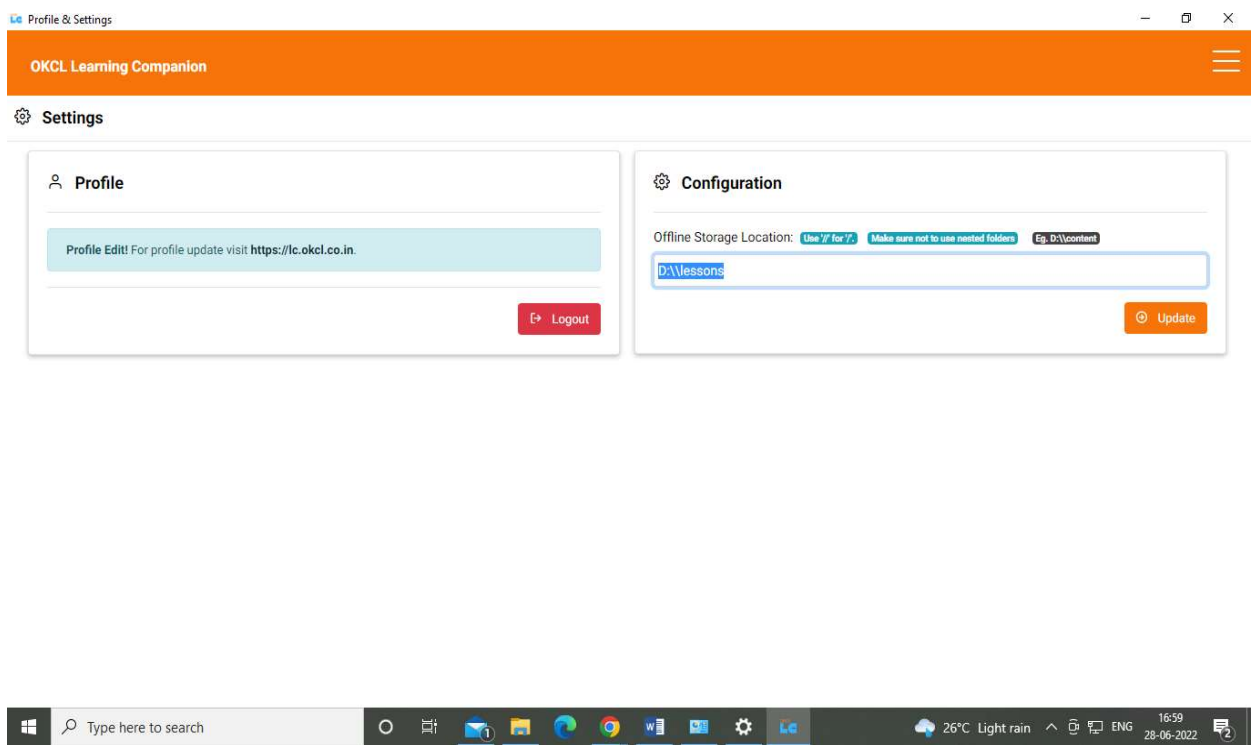 Profile & Settings
OKCL Learning Companion
Settings
Profile
Profile Edit! For profile update visit https://lc.okcl.co.in.
Logout
Configuration
Offline Storage Location: Use '//' for '/'. Make sure not to use nested folders Eg. D:\\content
D:\\lessons
Update
Type here to search
26°C Light rain
ENG
16:59
28-06-2022